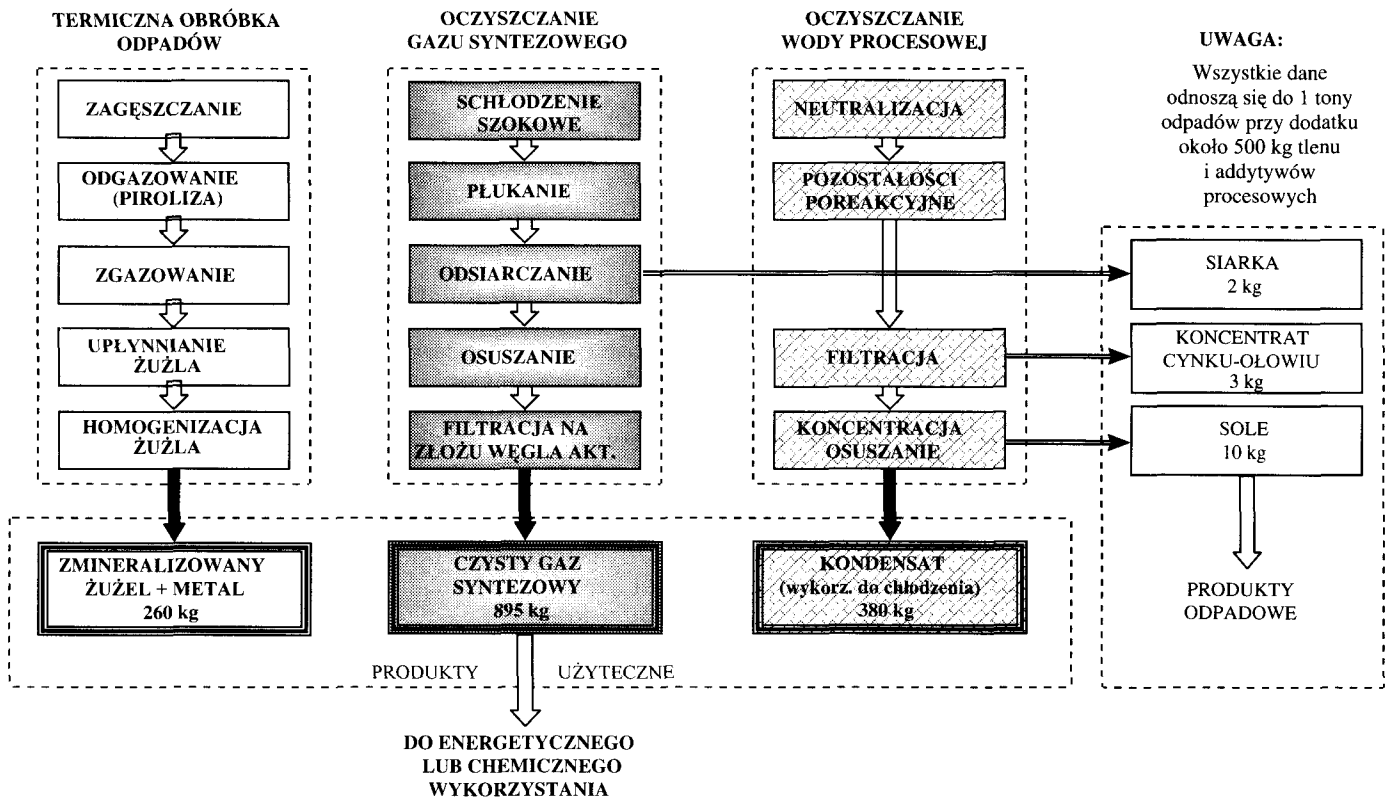 TERMICZNA OBRÓBKA
ODPADÓW
ZAGĘSZCZANIE
ODGAZOWANIE
(PIROLIZA)
ZGAZOWANIE
UPŁYNNIANIE
ŻUŻLA
HOMOGENIZACJA
ŻUŻLA
ZMINERALIZOWANY
ŻUŻEL + METAL
260 kg
OCZYSZCZANIE
GAZU SYNTEZOWEGO
SCHŁODZENIE
SZOKOWE
PŁUKANIE
ODSIARCZANIE
OSUSZANIE
FILTRACJA NA
ZŁOŻU WĘGLA AKT.
CZYSTY GAZ
SYNTEZOWY
895 kg
OCZYSZCZANIE
WODY PROCESOWEJ
NEUTRALIZACJA
POZOSTAŁOŚCI
POREAKCYJNE
FILTRACJA
KONCENTRACJA
OSUSZANIE
KONDENSAT
(wykorz. do chłodzenia)
380 kg
UWAGA:
Wszystkie dane
odnoszą się do 1 tony
odpadów przy dodatku
około 500 kg tlenu
i addytywów
procesowych
SIARKA
2 kg
KONCENTRAT
CYNKU-OŁOWIU
3 kg
SOLE
10 kg
PRODUKTY
ODPADOWE
PRODUKTY UŻYTECZNE
DO ENERGETYCZNEGO
LUB CHEMICZNEGO
WYKORZYSTANIA